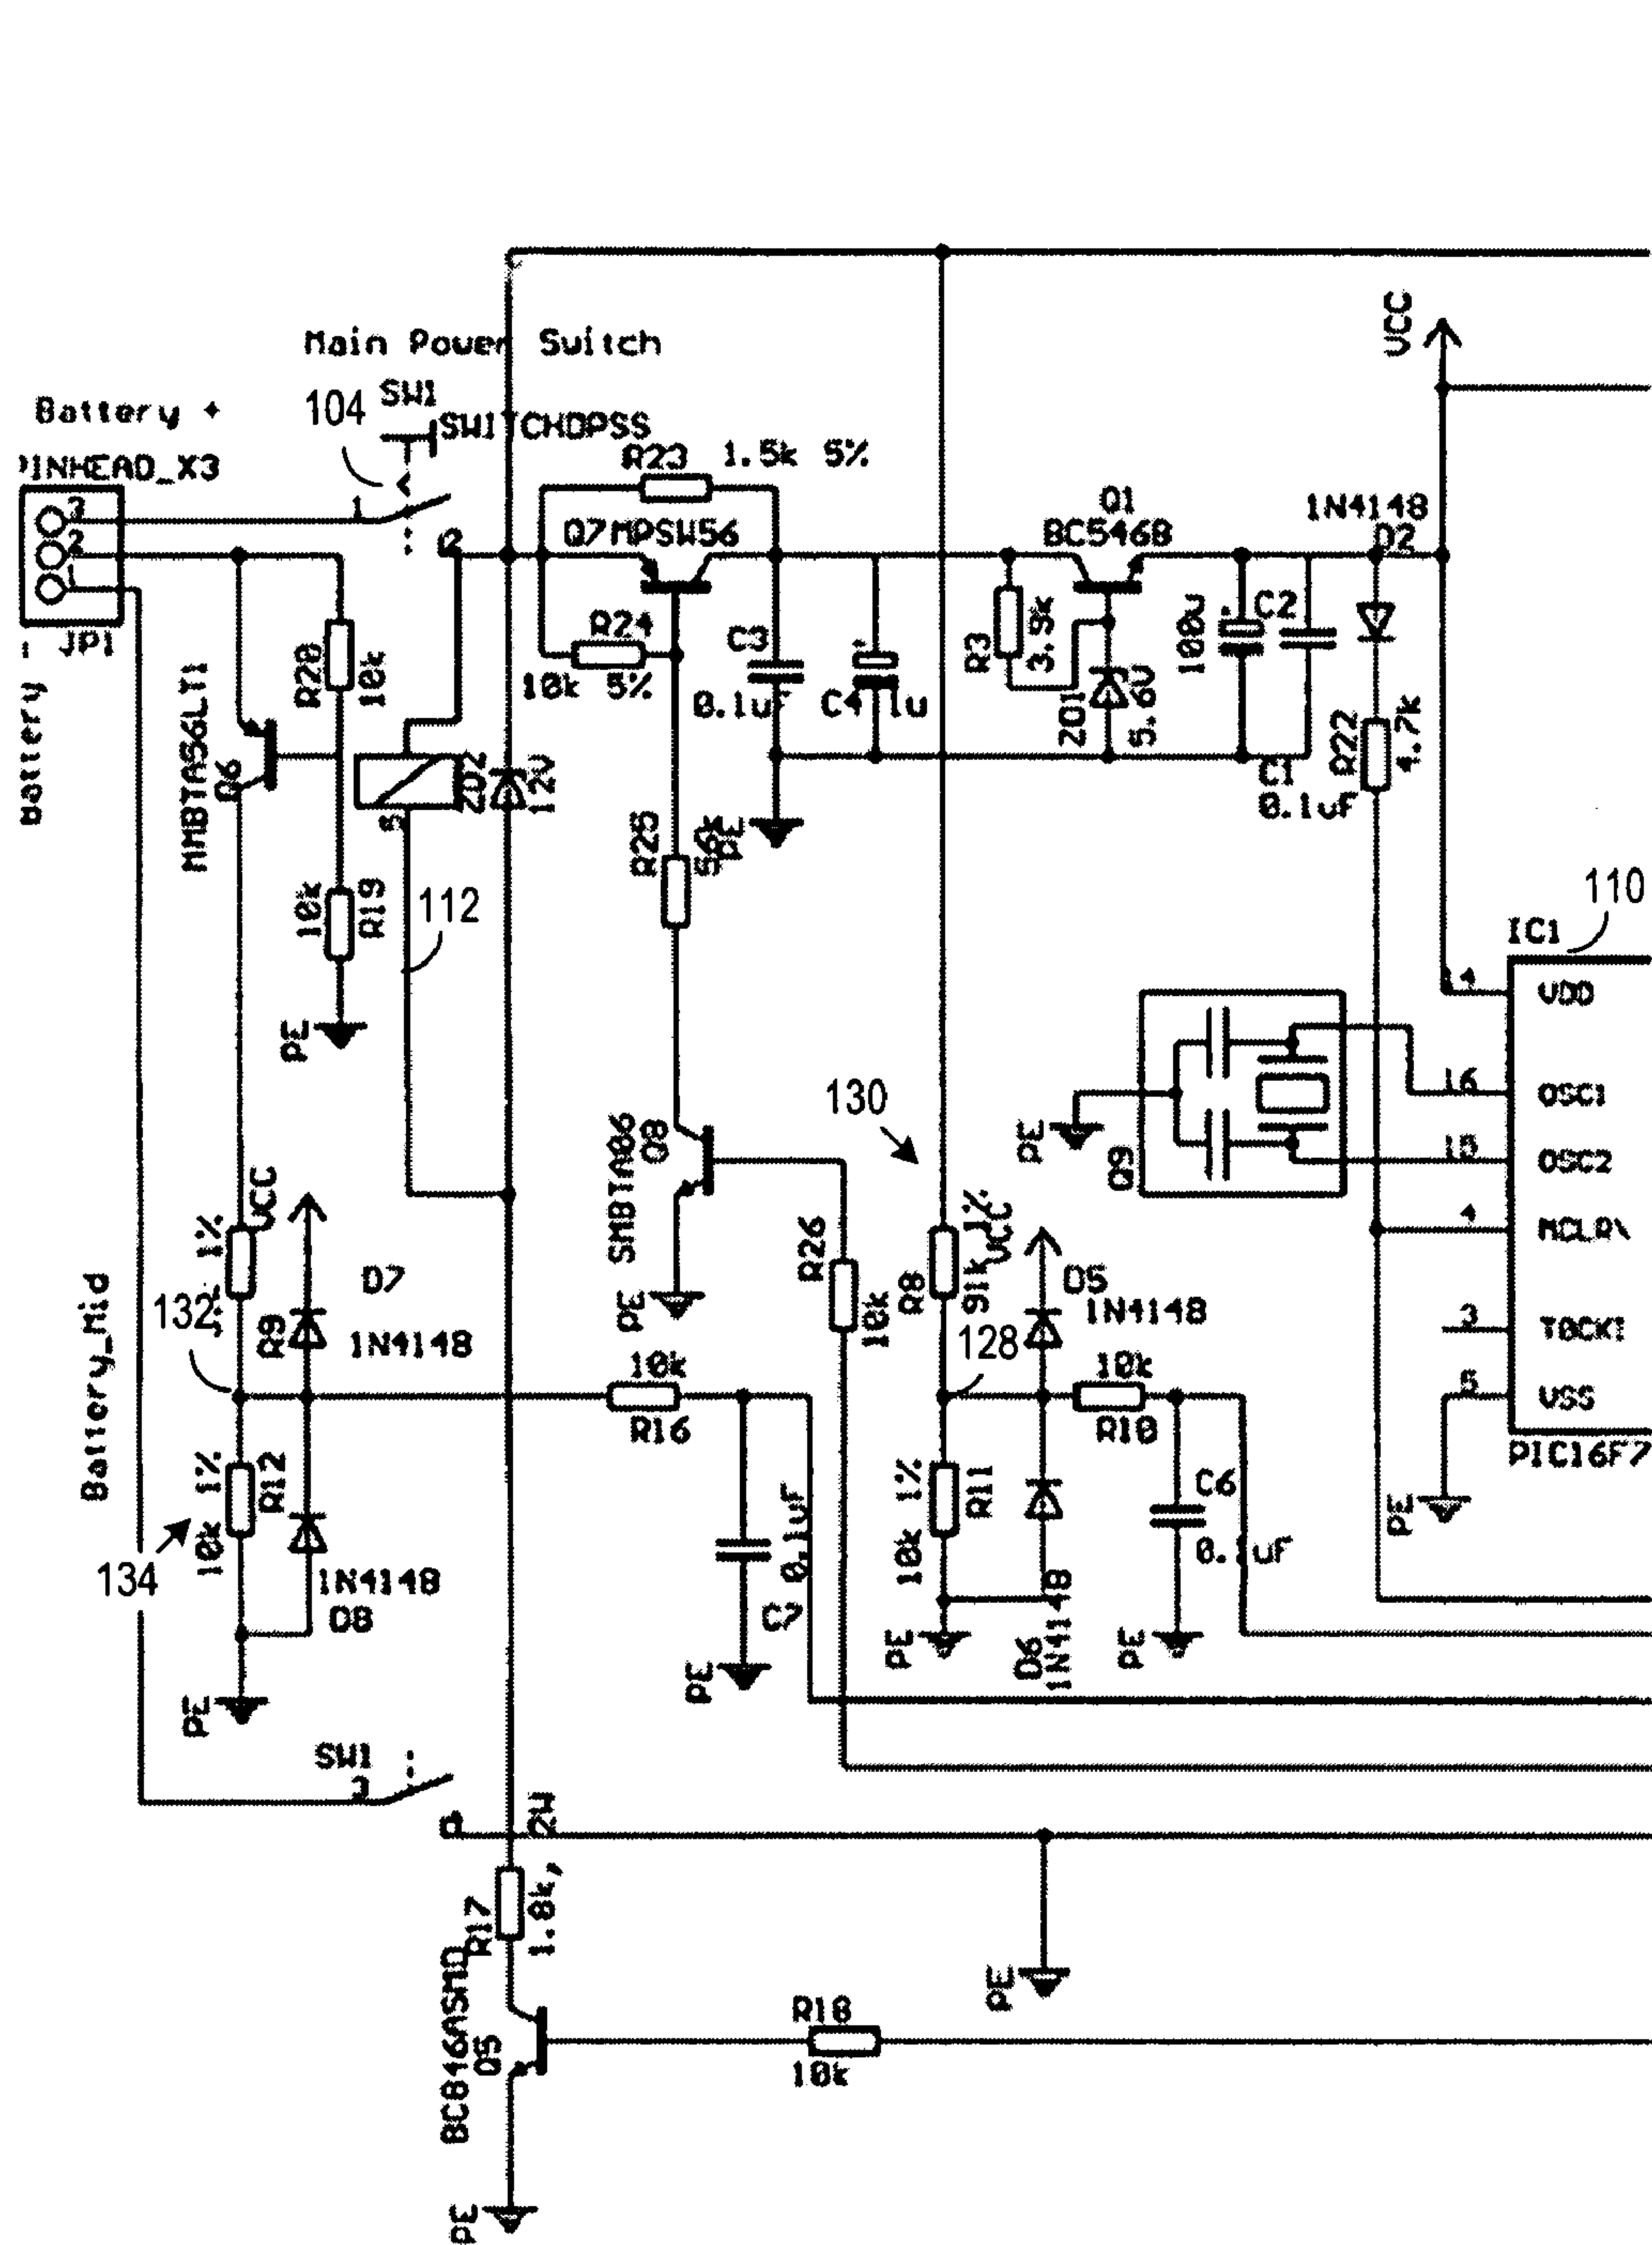 Main Power Switch
SW1
104
SWITCHDPSS
Battery +
PINHEAD_X3
3
2
1
JP1
Battery -
1
2
R23
1.5k 5%
Q7
MPSW56
R24
10k 5%
C3
0.1uF
C4
1u
R3
3.9k
Q1
BC546B
ZD1
5.6V
100u
C2
C1
0.1uF
1N4148
D2
VCC
R22
4.7k
R20
10k
MMBTA56LT1
Q6
5
ZD2
12V
R25
56k
PE
10k
R19
112
PE
IC1
110
14
VDD
16
OSC1
15
OSC2
4
MCLR\
3
T0CKI
5
VSS
PIC16F7
PE
Q9
PE
130
SMBTA06
Q8
PE
R26
10k
R8
91k 1%
VCC
D5
1N4148
128
10k
R10
C6
0.1uF
PE
R11
10k 1%
D6
1N4148
PE
VCC
1%
R9
D7
1N4148
132
Battery_Mid
10k
R16
C7
0.1uF
PE
10k 1%
R12
134
1N4148
D8
PE
SW1
3
R17
1.8k, 2W
PE
BC846ASMD
Q5
R18
10k
PE